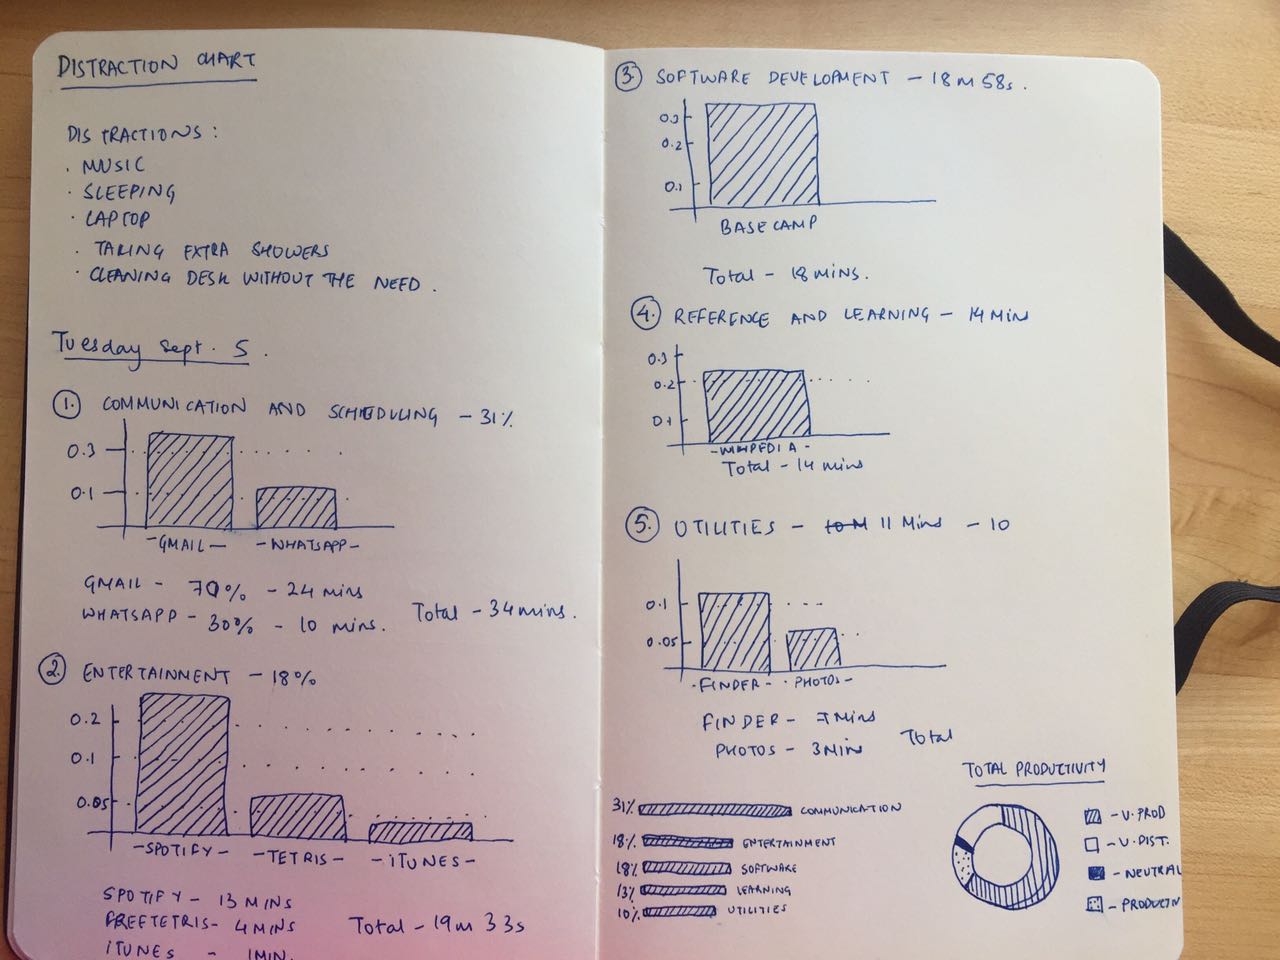 DISTRACTION CHART
DISTRACTIONS:
· MUSIC
· SLEEPING
· LAPTOP
· TAKING EXTRA SHOWERS
· CLEANING DESK WITHOUT THE NEED.
Tuesday Sept. 5.
1. COMMUNICATION AND SCHEDULING - 31%
0.3
0.1
-GMAIL- -WHATSAPP-
GMAIL - 70% - 24 mins
WHATSAPP - 30% - 10 mins.
Total - 34 mins.
2. ENTERTAINMENT - 18%
0.2
0.1
0.05
-SPOTIFY- -TETRIS- -iTUNES-
SPOTIFY - 13 MINS
FREETETRIS - 4 MINS
iTUNES - 1 MIN.
Total - 19m 33s
3. SOFTWARE DEVELOPMENT - 18M 58s.
0.3
0.2
0.1
BASECAMP
Total - 18 MINS.
4. REFERENCE AND LEARNING - 14 MIN
0.3
0.2
0.1
-WIKIPEDIA-
Total - 14 mins
5. UTILITIES - 10 M 11 Mins - 10
0.1
0.05
-FINDER- -PHOTOS-
FINDER - 7 Mins
PHOTOS - 3 Min
Total
31% COMMUNICATION
18% ENTERTAINMENT
18% SOFTWARE
13% LEARNING
10% UTILITIES
TOTAL PRODUCTIVITY
- V. PROD
- V. DIST.
- NEUTRAL
- PRODUCTIV